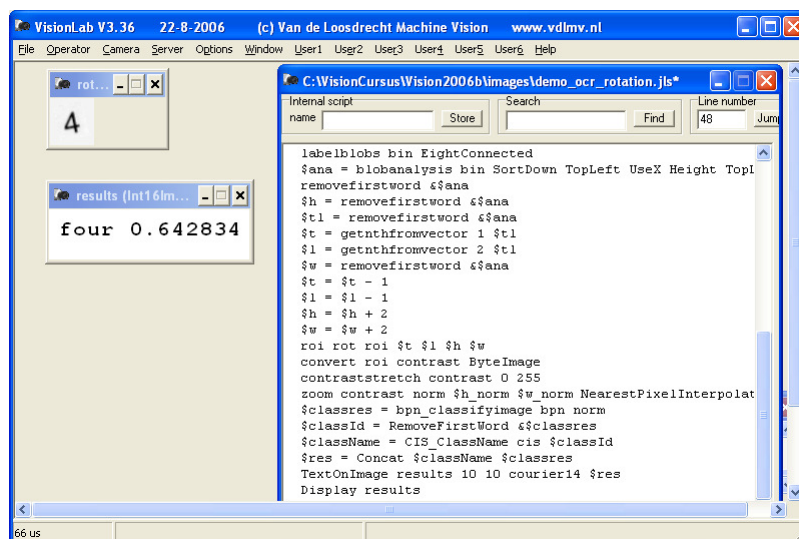 VisionLab V3.36 22-8-2006 (c) Van de Loosdrecht Machine Vision www.vdlmv.nl
File Operator Camera Server Options Window User1 User2 User3 User4 User5 User6 Help
rot...
4
results (Int16Im...
four 0.642834
C:\VisionCursus\Vision2006b\images\demo_ocr_rotation.jls*
Internal script
name
Store
Search
Find
Line number
48
Jump
labelblobs bin EightConnected
$ana = blobanalysis bin SortDown TopLeft UseX Height TopL
removefirstword &$ana
$h = removefirstword &$ana
$tl = removefirstword &$ana
$t = getnthfromvector 1 $tl
$l = getnthfromvector 2 $tl
$w = removefirstword &$ana
$t = $t - 1
$l = $l - 1
$h = $h + 2
$w = $w + 2
roi rot roi $t $l $h $w
convert roi contrast ByteImage
contraststretch contrast 0 255
zoom contrast norm $h_norm $w_norm NearestPixelInterpolat
$classres = bpn_classifyimage bpn norm
$classId = RemoveFirstWord &$classres
$className = CIS_ClassName cis $classId
$res = Concat $className $classres
TextOnImage results 10 10 courier14 $res
Display results
66 us